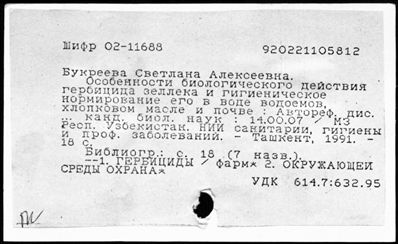 Шифр О2-11688 920221105812
Букреева Светлана Алексеевна.
Особенности биологического действия
гербицида зеллека и гигиеническое
нормирование его в воде водоемов,
хлопковом масле и почве : Автореф. дис.
... канд. биол. наук : 14.00.07 / МЗ
Респ. Узбекистан. НИИ санитарии, гигиены
и проф. заболеваний. - Ташкент, 1991. -
18 с.
Библиогр.: с. 18 (7 назв.).
--1. ГЕРБИЦИДЫ / фарм* 2. ОКРУЖАЮЩЕЙ
СРЕДЫ ОХРАНА*
УДК 614.7:632.95